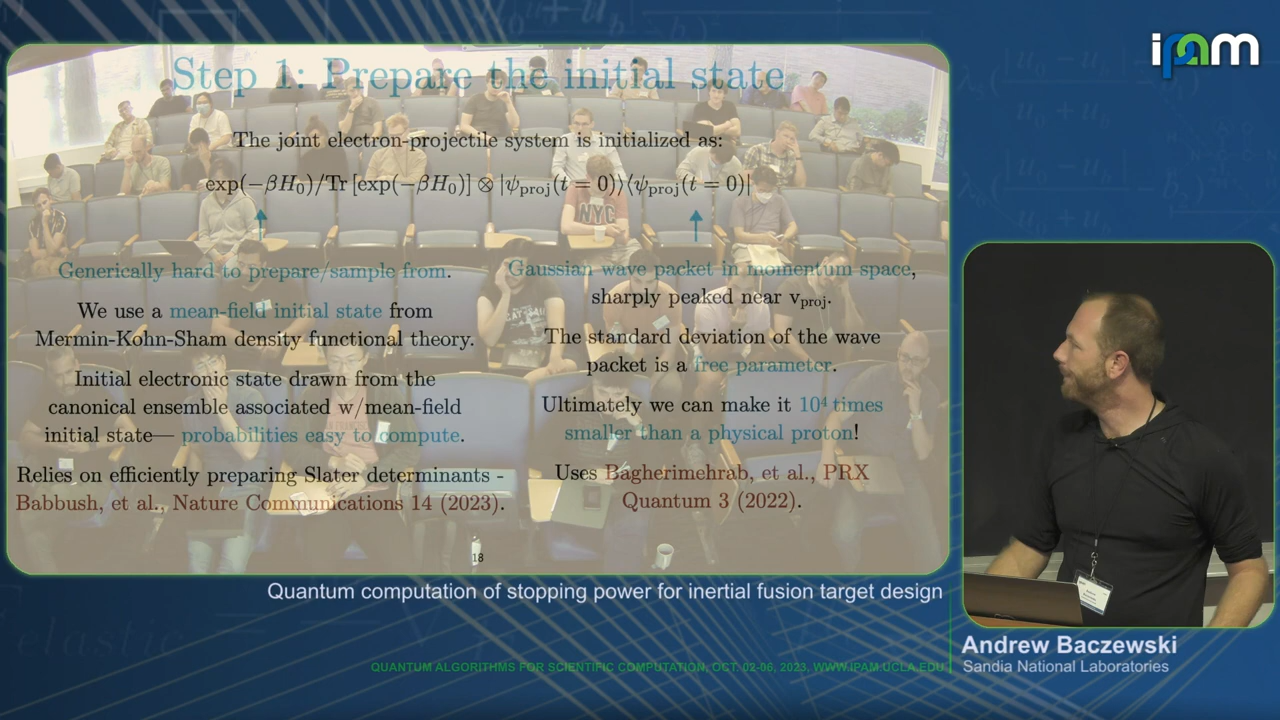 ipam
Step 1: Prepare the initial state
The joint electron-projectile system is initialized as:
exp(−βH₀)/Tr [exp(−βH₀)] ⊗ |ψproj(t = 0)⟩⟨ψproj(t = 0)|
Generically hard to prepare/sample from.
We use a mean-field initial state from
Mermin-Kohn-Sham density functional theory.
Initial electronic state drawn from the
canonical ensemble associated w/mean-field
initial state— probabilities easy to compute.
Relies on efficiently preparing Slater determinants -
Babbush, et al., Nature Communications 14 (2023).
Gaussian wave packet in momentum space,
sharply peaked near vproj.
The standard deviation of the wave
packet is a free parameter.
Ultimately we can make it 10⁴ times
smaller than a physical proton!
Uses Bagherimehrab, et al., PRX
Quantum 3 (2022).
NYC
18
Quantum computation of stopping power for inertial fusion target design
Andrew Baczewski
Sandia National Laboratories
QUANTUM ALGORITHMS FOR SCIENTIFIC COMPUTATION, OCT. 02-06, 2023, WWW.IPAM.UCLA.EDU
elastic